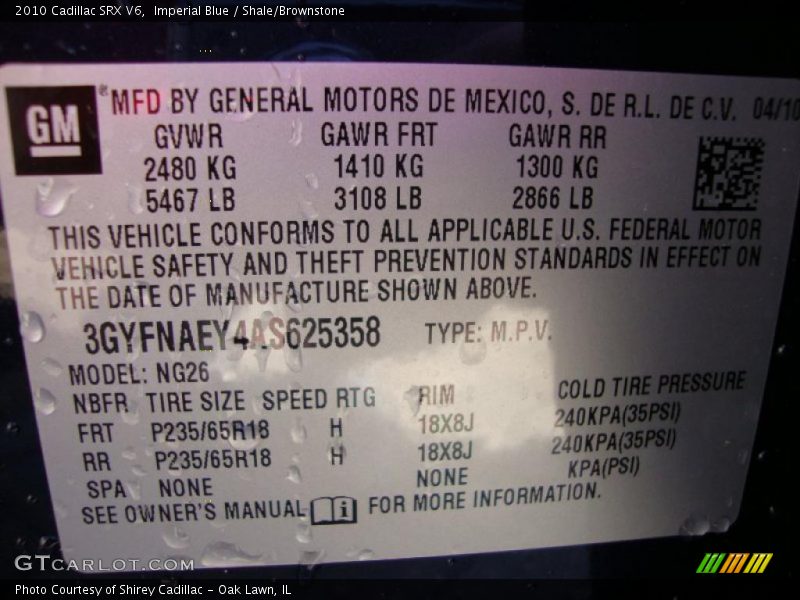 2010 Cadillac SRX V6,  Imperial Blue / Shale/Brownstone
GM® MFD BY GENERAL MOTORS DE MEXICO, S. DE R.L. DE C.V. 04/10
GVWR GAWR FRT GAWR RR
2480 KG 1410 KG 1300 KG
5467 LB 3108 LB 2866 LB
THIS VEHICLE CONFORMS TO ALL APPLICABLE U.S. FEDERAL MOTOR
VEHICLE SAFETY AND THEFT PREVENTION STANDARDS IN EFFECT ON
THE DATE OF MANUFACTURE SHOWN ABOVE.
3GYFNAEY4AS625358 TYPE: M.P.V.
MODEL: NG26
NBFR TIRE SIZE SPEED RTG RIM COLD TIRE PRESSURE
FRT P235/65R18 H 18X8J 240KPA(35PSI)
RR P235/65R18 H 18X8J 240KPA(35PSI)
SPA NONE NONE KPA(PSI)
SEE OWNER'S MANUAL i FOR MORE INFORMATION.
GTCARLOT.COM
Photo Courtesy of Shirey Cadillac - Oak Lawn, IL